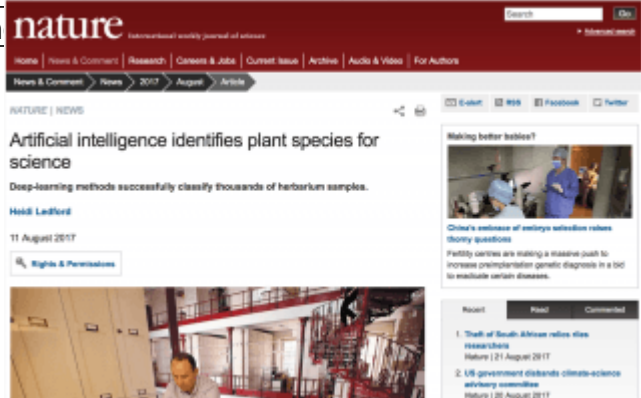 nature International weekly journal of science
Search Go
Advanced search
Home News & Comment Research Careers & Jobs Current Issue Archive Audio & Video For Authors
News & Comment News 2017 August Article
NATURE | NEWS
Artificial intelligence identifies plant species for
science
Deep-learning methods successfully classify thousands of herbarium samples.
Heidi Ledford
11 August 2017
Rights & Permissions
E-alert RSS Facebook Twitter
Making better babies?
China's embrace of embryo selection raises
thorny questions
Fertility centres are making a massive push to
increase preimplantation genetic diagnosis in a bid
to eradicate certain diseases.
Recent Read Commented
1. Theft of South African relics riles
researchers
Nature | 21 August 2017
2. US government disbands climate-science
advisory committee
Nature | 20 August 2017